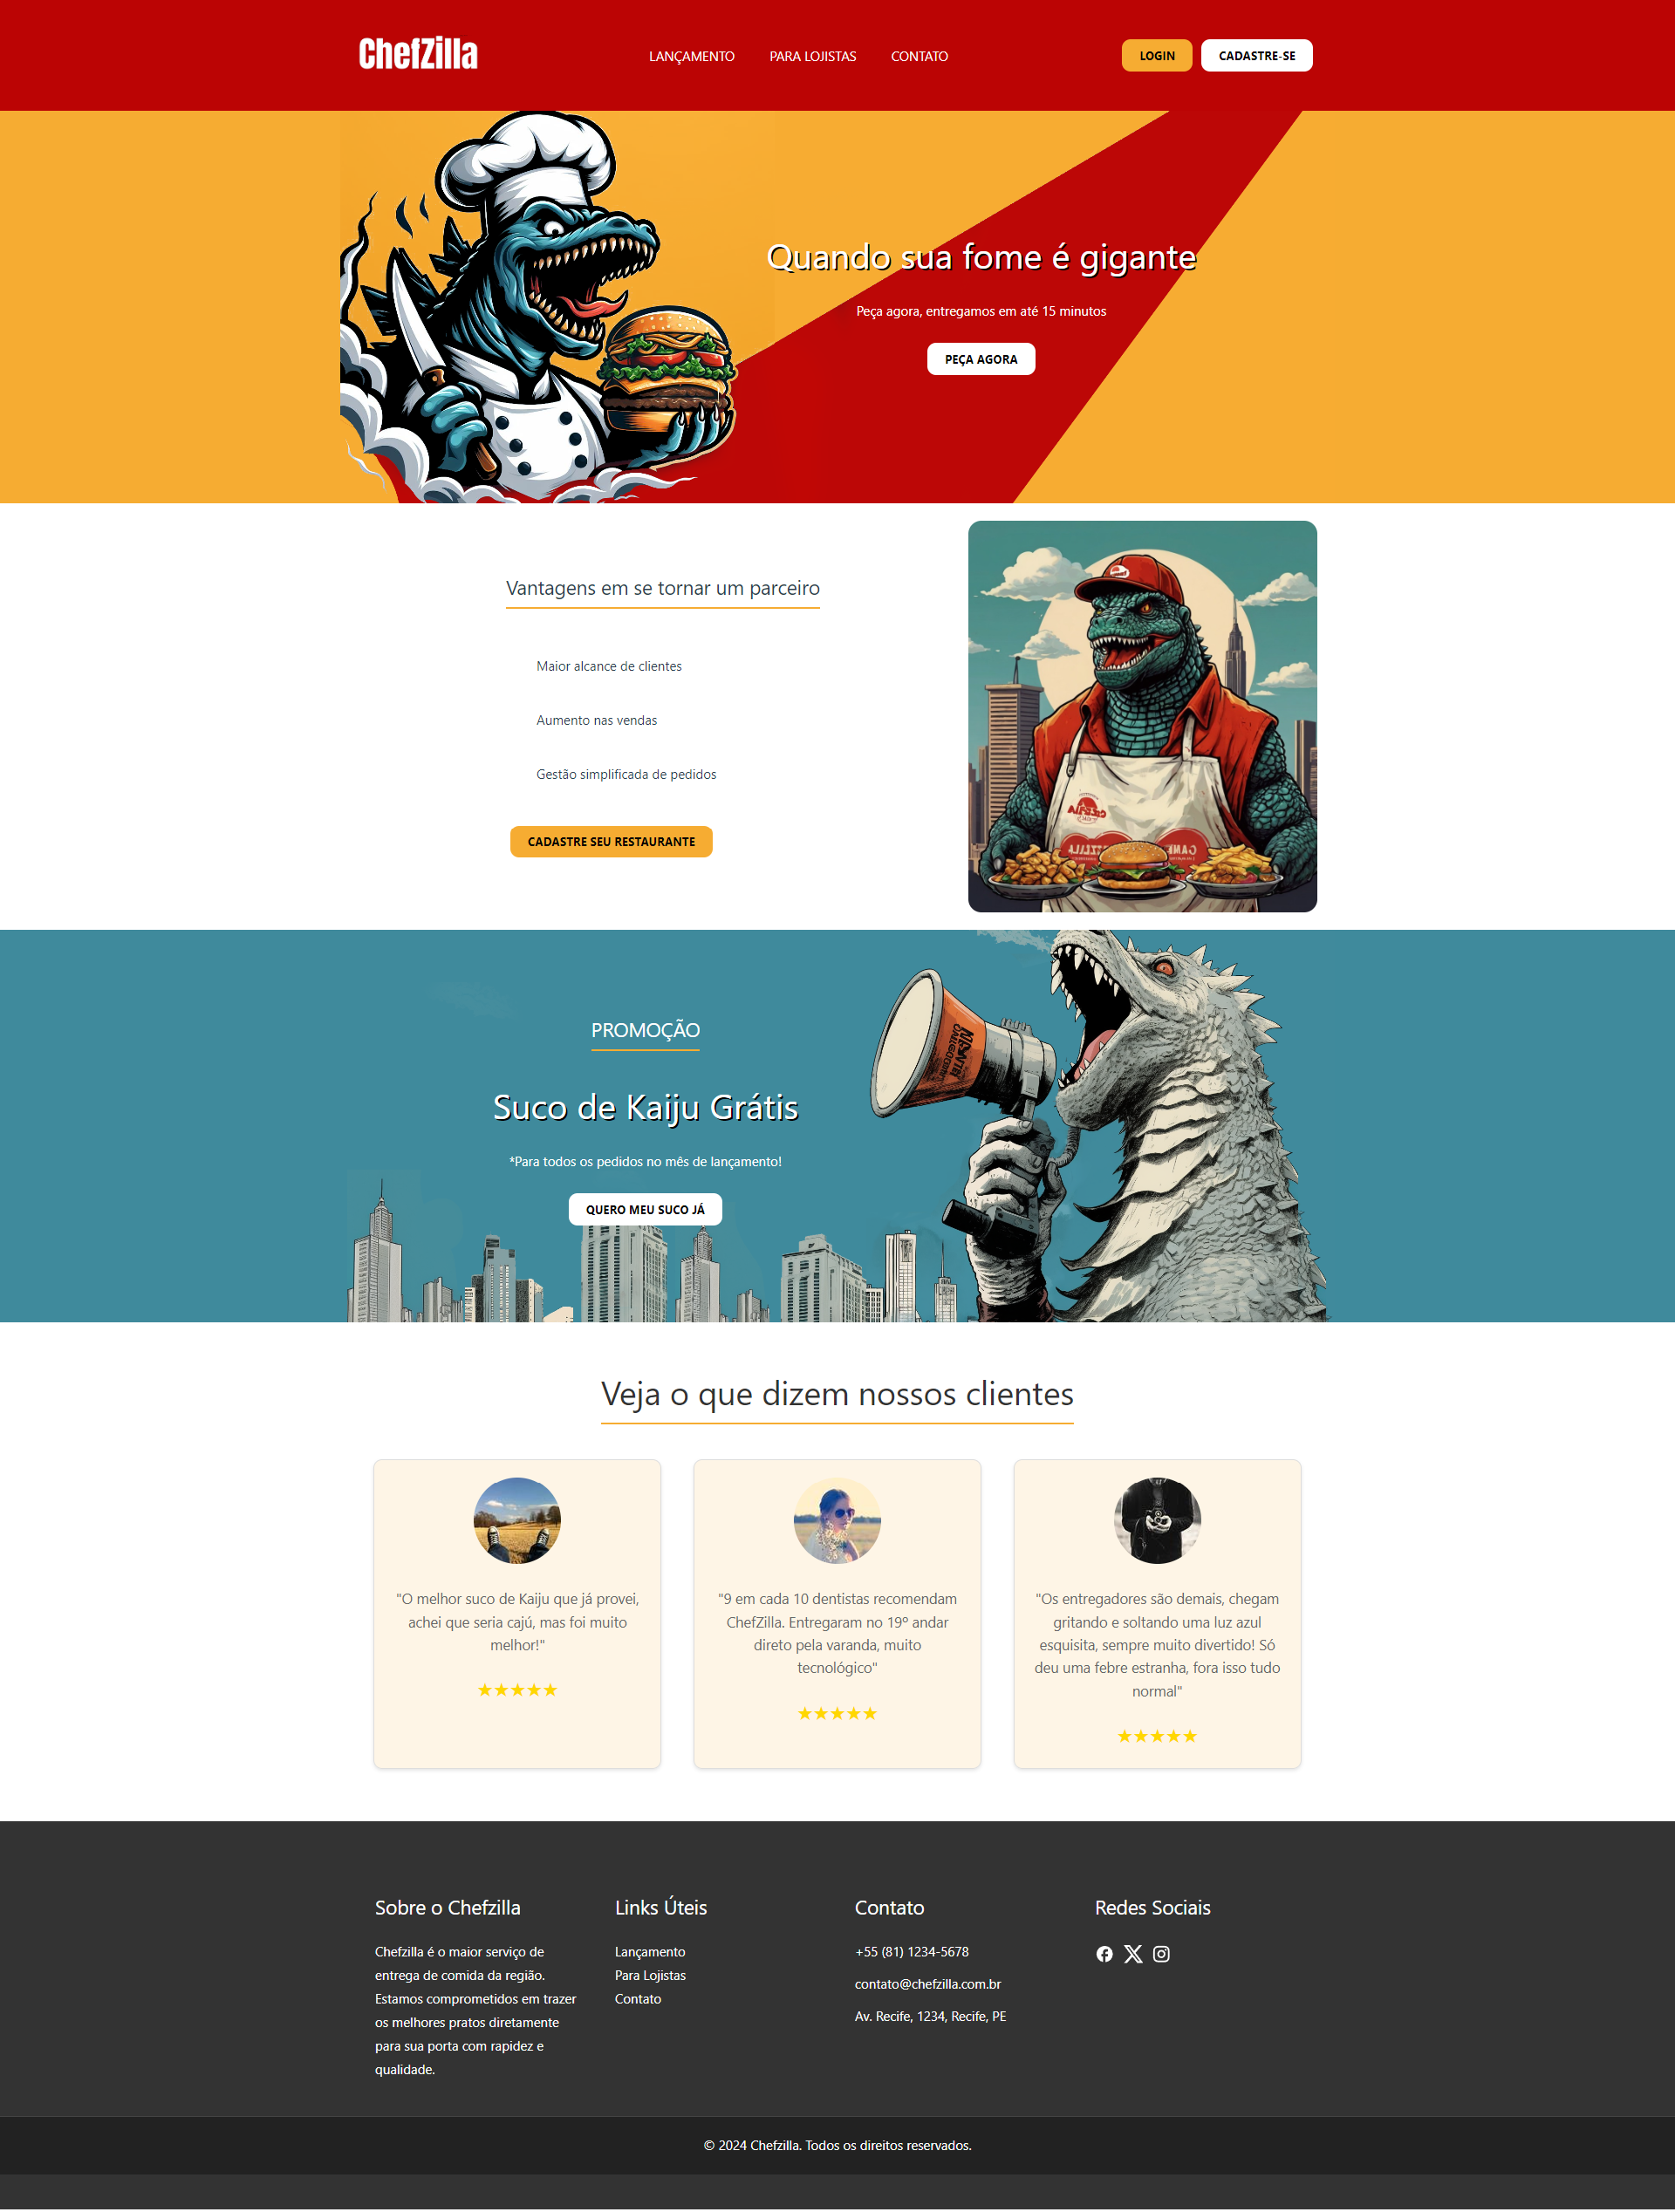 ChefZilla
LANÇAMENTO
PARA LOJISTAS
CONTATO
LOGIN
CADASTRE-SE
Quando sua fome é gigante
Peça agora, entregamos em até 15 minutos
PEÇA AGORA
Vantagens em se tornar um parceiro
Maior alcance de clientes
Aumento nas vendas
Gestão simplificada de pedidos
CADASTRE SEU RESTAURANTE
PROMOÇÃO
Suco de Kaiju Grátis
*Para todos os pedidos no mês de lançamento!
QUERO MEU SUCO JÁ
Veja o que dizem nossos clientes
"O melhor suco de Kaiju que já provei,
achei que seria cajú, mas foi muito
melhor!"
★★★★★
"9 em cada 10 dentistas recomendam
ChefZilla. Entregaram no 19º andar
direto pela varanda, muito
tecnológico"
★★★★★
"Os entregadores são demais, chegam
gritando e soltando uma luz azul
esquisita, sempre muito divertido! Só
deu uma febre estranha, fora isso tudo
normal"
★★★★★
Sobre o Chefzilla
Chefzilla é o maior serviço de
entrega de comida da região.
Estamos comprometidos em trazer
os melhores pratos diretamente
para sua porta com rapidez e
qualidade.
Links Úteis
Lançamento
Para Lojistas
Contato
Contato
+55 (81) 1234-5678
contato@chefzilla.com.br
Av. Recife, 1234, Recife, PE
Redes Sociais
© 2024 Chefzilla. Todos os direitos reservados.